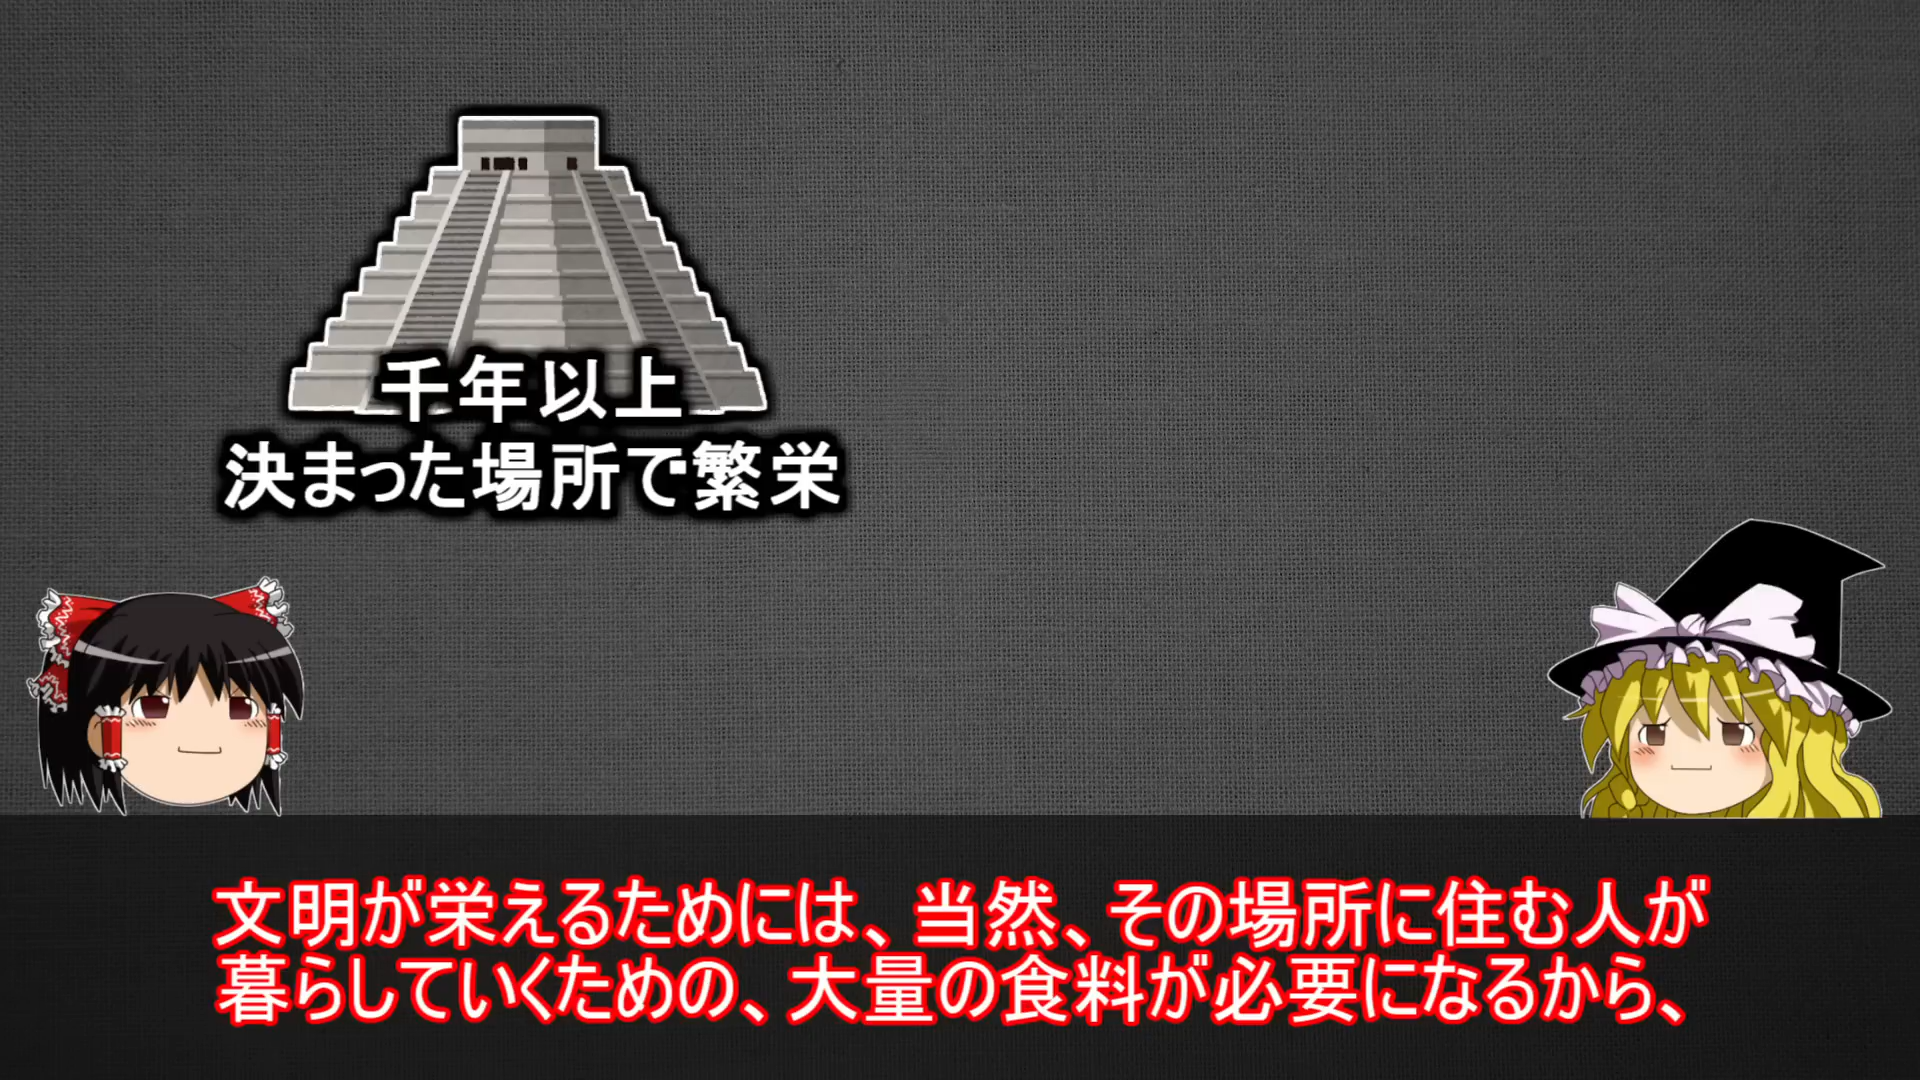 千年以上
決まった場所で繁栄
文明が栄えるためには、当然、その場所に住む人が
暮らしていくための、大量の食料が必要になるから、